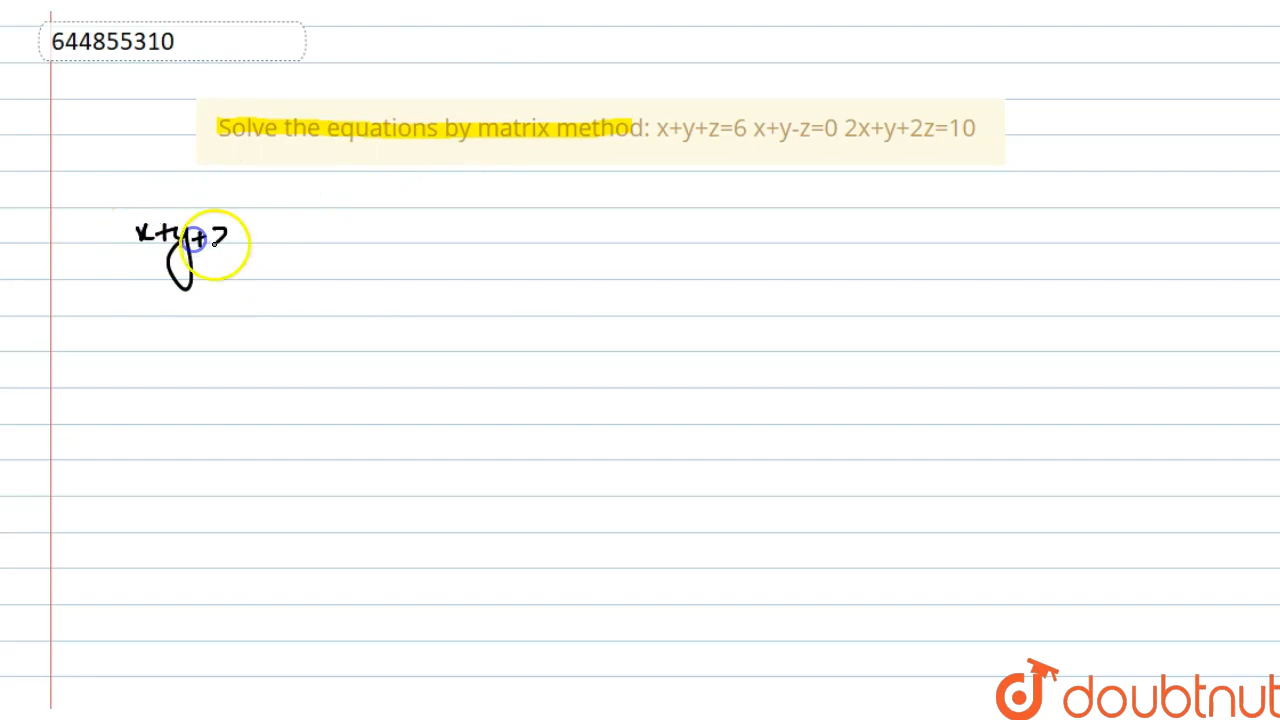 644855310
Solve the equations by matrix method: x+y+z=6 x+y-z=0 2x+y+2z=10
x+y+z
doubtnut